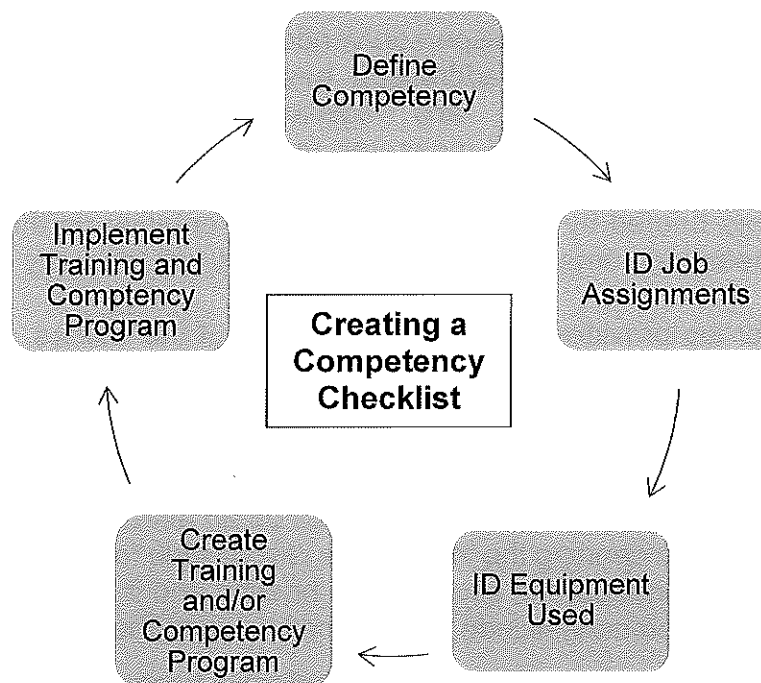 Define
Competency
ID Job
Assignments
ID Equipment
Used
Create
Training
and/or
Competency
Program
Implement
Training and
Comptency
Program
Creating a
Competency
Checklist